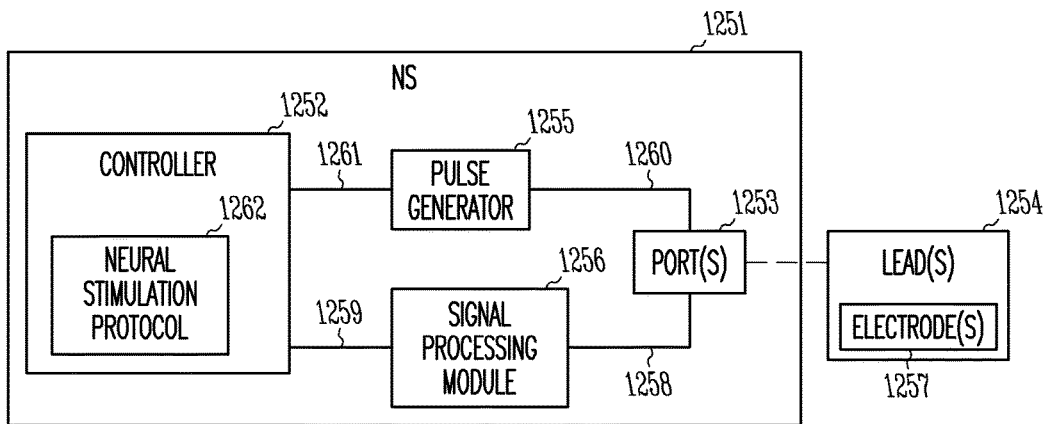 1251
NS
1252
CONTROLLER
1262
NEURAL
STIMULATION
PROTOCOL
1261
1255
PULSE
GENERATOR
1260
1253
PORT(S)
1254
LEAD(S)
ELECTRODE(S)
1257
1259
1256
SIGNAL
PROCESSING
MODULE
1258